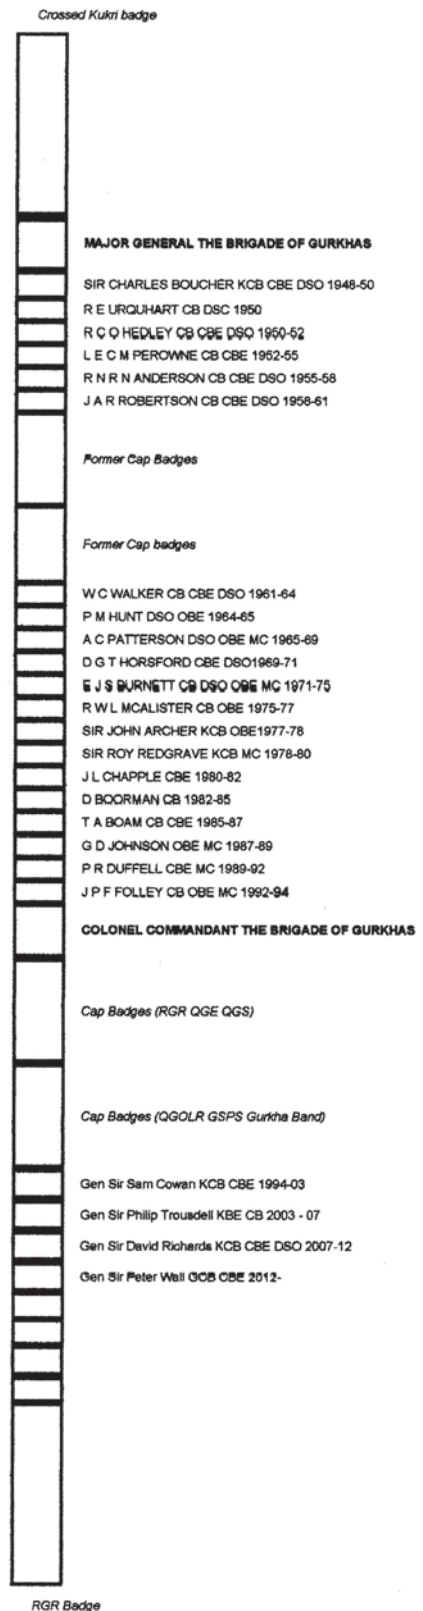 Crossed Kukri badge
MAJOR GENERAL THE BRIGADE OF GURKHAS
SIR CHARLES BOUCHER KCB CBE DSO 1948-50
R E URQUHART CB DSC 1950
R C O HEDLEY CB CBE DSO 1950-52
L E C M PEROWNE CB CBE 1952-55
R N R N ANDERSON CB CBE DSO 1955-58
J A R ROBERTSON CB CBE DSO 1958-61
Former Cap Badges
Former Cap badges
W C WALKER CB CBE DSO 1961-64
P M HUNT DSO OBE 1964-65
A C PATTERSON DSO OBE MC 1965-69
D G T HORSFORD CBE DSO1969-71
E J S BURNETT CB DSO OBE MC 1971-75
R W L MCALISTER CB OBE 1975-77
SIR JOHN ARCHER KCB OBE1977-78
SIR ROY REDGRAVE KCB MC 1978-80
J L CHAPPLE CBE 1980-82
D BOORMAN CB 1982-85
T A BOAM CB CBE 1985-87
G D JOHNSON OBE MC 1987-89
P R DUFFELL CBE MC 1989-92
J P F FOLLEY CB OBE MC 1992-94
COLONEL COMMANDANT THE BRIGADE OF GURKHAS
Cap Badges (RGR QGE QGS)
Cap Badges (QGOLR GSPS Gurkha Band)
Gen Sir Sam Cowan KCB CBE 1994-03
Gen Sir Philip Trousdell KBE CB 2003 - 07
Gen Sir David Richards KCB CBE DSO 2007-12
Gen Sir Peter Wall GCB CBE 2012-
RGR Badge